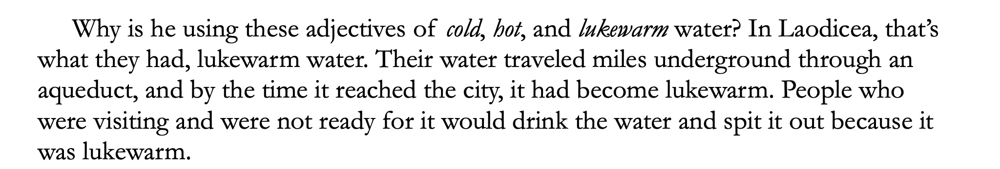 Why is he using these adjectives of cold, hot, and lukewarm water? In Laodicea, that’s
what they had, lukewarm water. Their water traveled miles underground through an
aqueduct, and by the time it reached the city, it had become lukewarm. People who
were visiting and were not ready for it would drink the water and spit it out because it
was lukewarm.